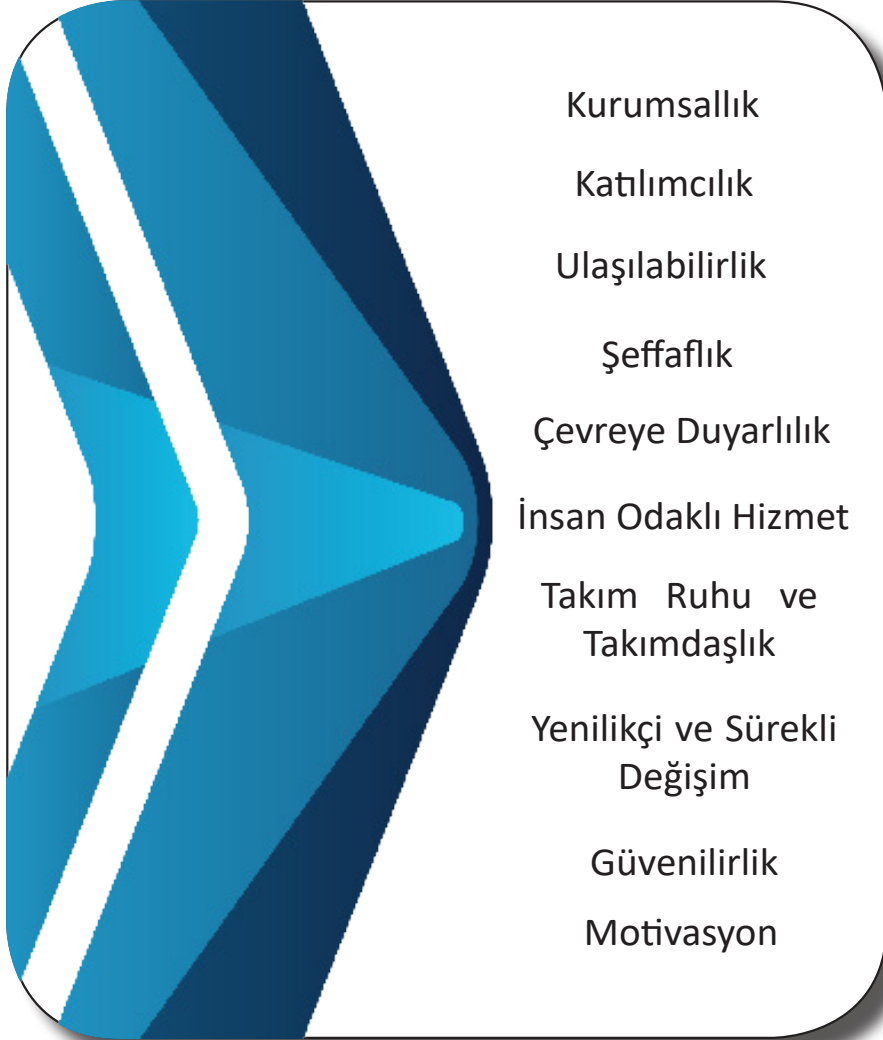 Kurumsallık
Katılımcılık
Ulaşılabilirlik
Şeffaflık
Çevreye Duyarlılık
İnsan Odaklı Hizmet
Takım Ruhu ve
Takımdaşlık
Yenilikçi ve Sürekli
Değişim
Güvenilirlik
Motivasyon